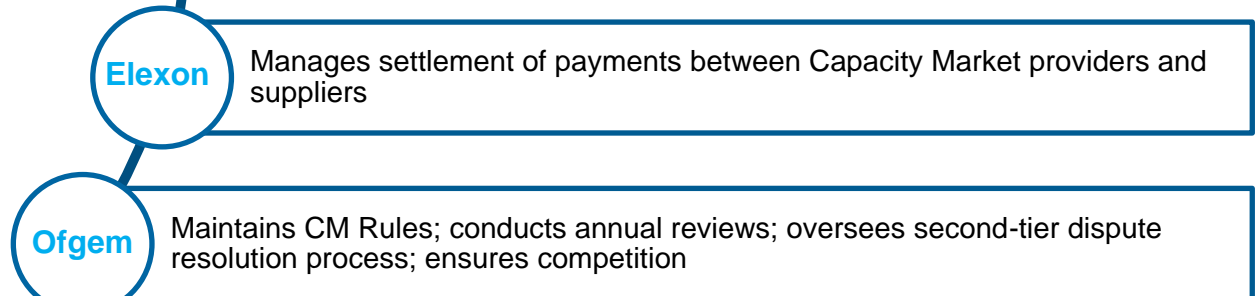 Elexon
Manages settlement of payments between Capacity Market providers and
suppliers
Ofgem
Maintains CM Rules; conducts annual reviews; oversees second-tier dispute
resolution process; ensures competition